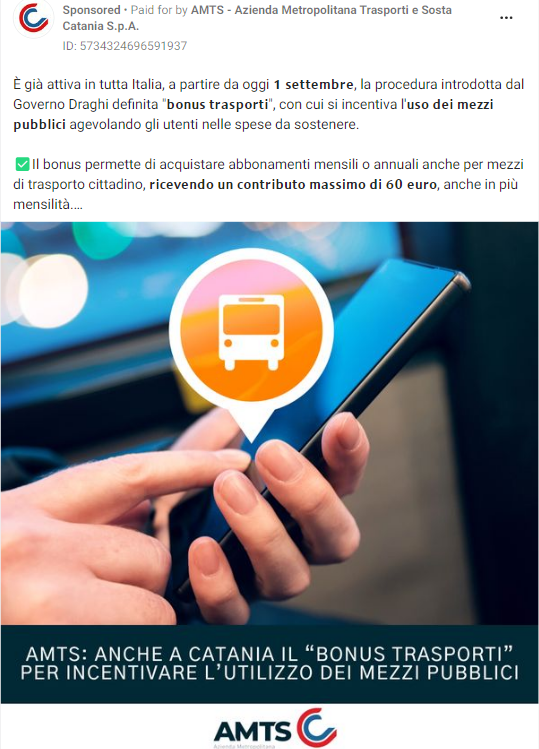 Sponsored • Paid for by AMTS - Azienda Metropolitana Trasporti e Sosta
Catania S.p.A.
ID: 5734324696591937
È già attiva in tutta Italia, a partire da oggi 1 settembre, la procedura introdotta dal
Governo Draghi definita "bonus trasporti", con cui si incentiva l'uso dei mezzi
pubblici agevolando gli utenti nelle spese da sostenere.
✅Il bonus permette di acquistare abbonamenti mensili o annuali anche per mezzi
di trasporto cittadino, ricevendo un contributo massimo di 60 euro, anche in più
mensilità....
AMTS: ANCHE A CATANIA IL “BONUS TRASPORTI”
PER INCENTIVARE L’UTILIZZO DEI MEZZI PUBBLICI
AMTS
Azienda Metropolitana